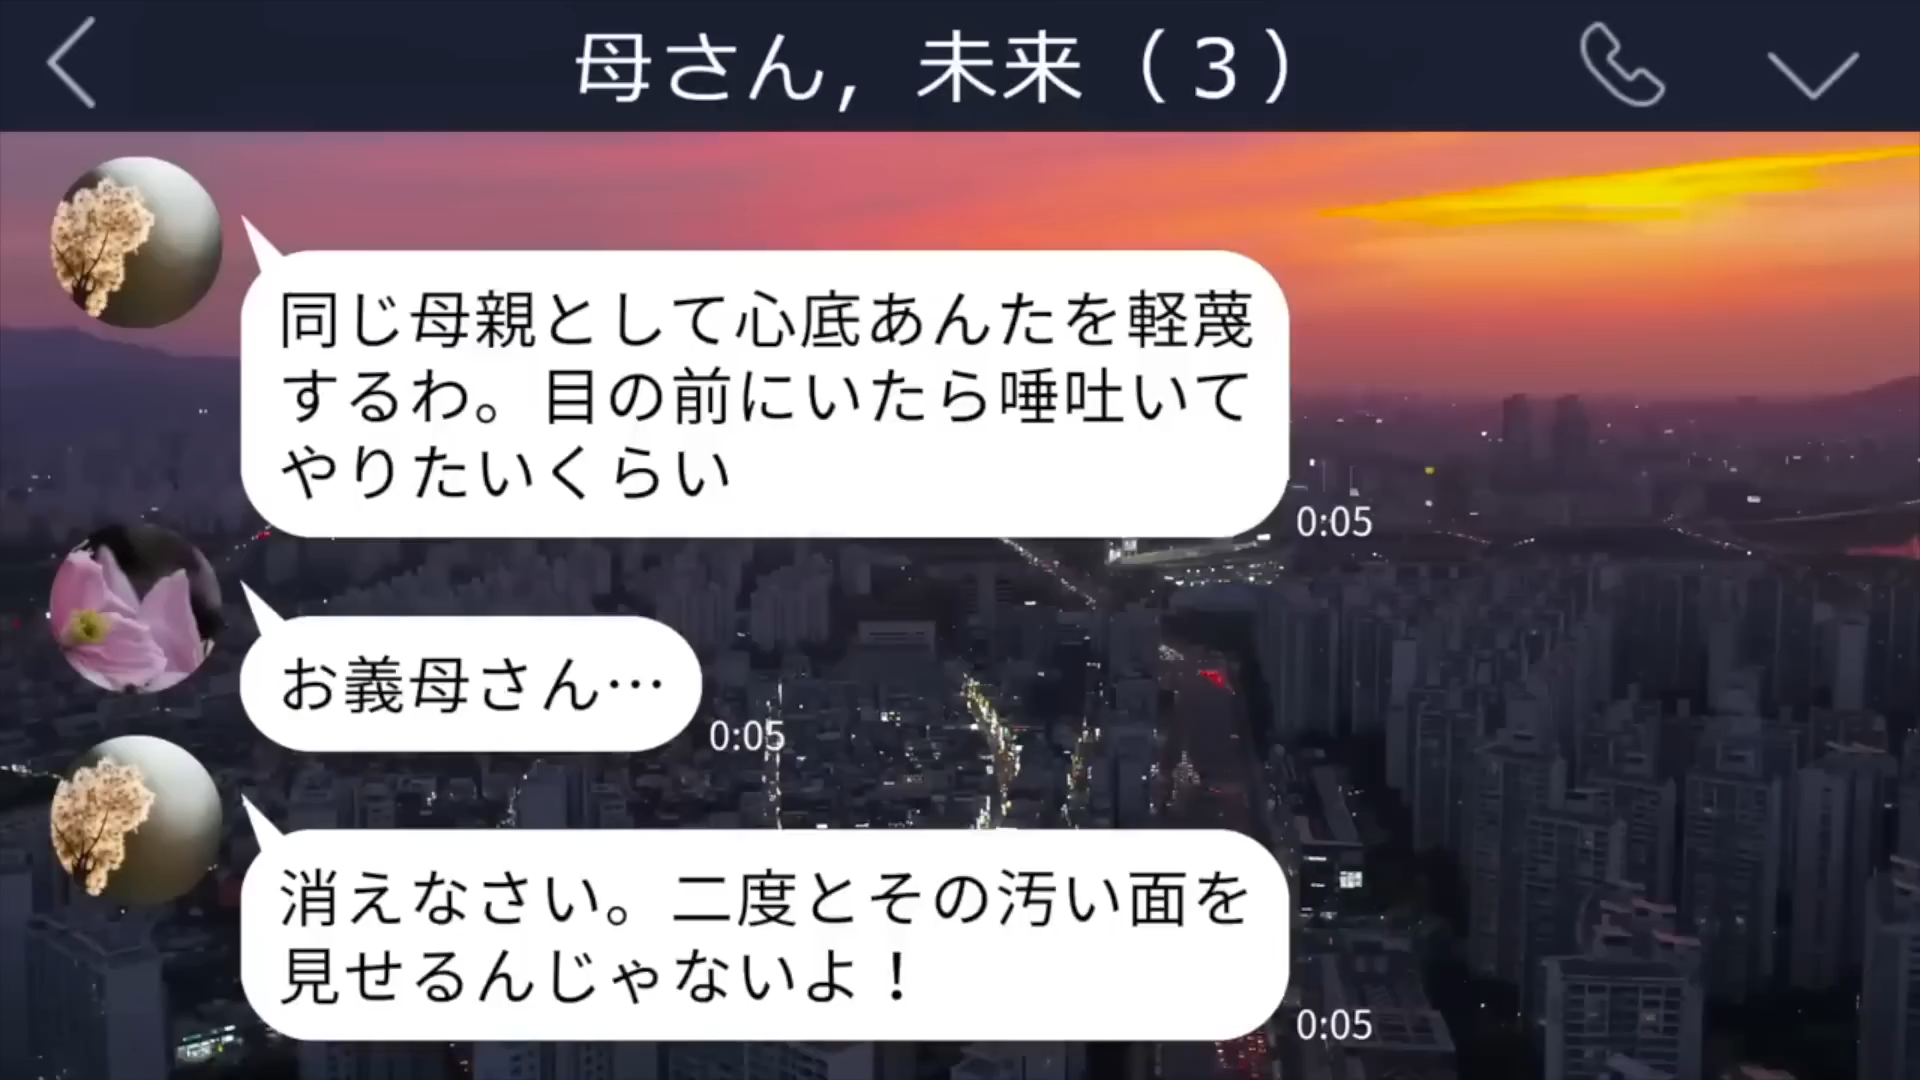 母さん，未来（3）
同じ母親として心底あんたを軽蔑
するわ。目の前にいたら唾吐いて
やりたいくらい
0:05
お義母さん…
0:05
消えなさい。二度とその汚い面を
見せるんじゃないよ！
0:05